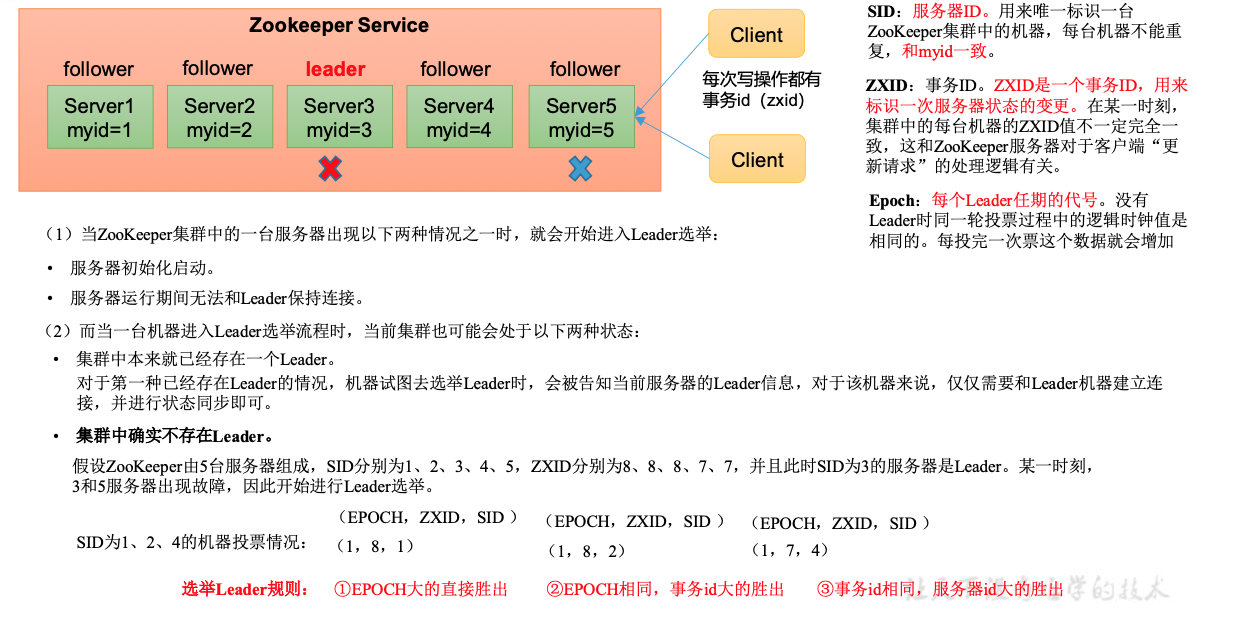 Zookeeper Service
follower
follower
leader
follower
follower
Server1
myid=1
Server2
myid=2
Server3
myid=3
Server4
myid=4
Server5
myid=5
Client
每次写操作都有
事务id（zxid）
Client
SID：服务器ID。用来唯一标识一台
ZooKeeper集群中的机器，每台机器不能重
复，和myid一致。
ZXID：事务ID。ZXID是一个事务ID，用来
标识一次服务器状态的变更。在某一时刻，
集群中的每台机器的ZXID值不一定完全一
致，这和ZooKeeper服务器对于客户端“更
新请求”的处理逻辑有关。
Epoch：每个Leader任期的代号。没有
Leader时同一轮投票过程中的逻辑时钟值是
相同的。每投完一次票这个数据就会增加
（1）当ZooKeeper集群中的一台服务器出现以下两种情况之一时，就会开始进入Leader选举：
• 服务器初始化启动。
• 服务器运行期间无法和Leader保持连接。
（2）而当一台机器进入Leader选举流程时，当前集群也可能会处于以下两种状态：
• 集群中本来就已经存在一个Leader。
对于第一种已经存在Leader的情况，机器试图去选举Leader时，会被告知当前服务器的Leader信息，对于该机器来说，仅仅需要和Leader机器建立连
接，并进行状态同步即可。
• 集群中确实不存在Leader。
假设ZooKeeper由5台服务器组成，SID分别为1、2、3、4、5，ZXID分别为8、8、8、7、7，并且此时SID为3的服务器是Leader。某一时刻，
3和5服务器出现故障，因此开始进行Leader选举。
（EPOCH，ZXID，SID ）
（EPOCH，ZXID，SID ）
（EPOCH，ZXID，SID ）
SID为1、2、4的机器投票情况：
（1，8，1）
（1，8，2）
（1，7，4）
选举Leader规则：
①EPOCH大的直接胜出
②EPOCH相同，事务id大的胜出
③事务id相同，服务器id大的胜出
让天下没有难学的技术